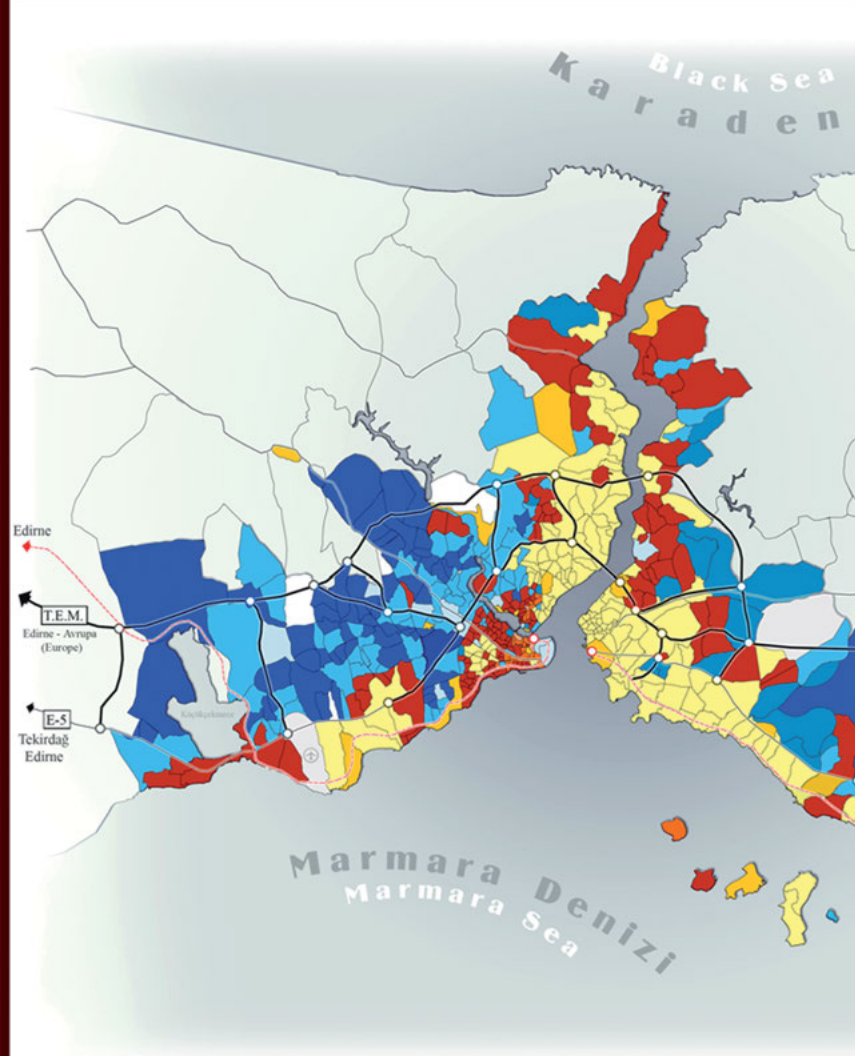 Black Sea
Karaden
Edirne
T.E.M.
Edirne - Avrupa
(Europe)
Küçükçekmece
E-5
Tekirdağ
Edirne
Marmara Denizi
Marmara Sea